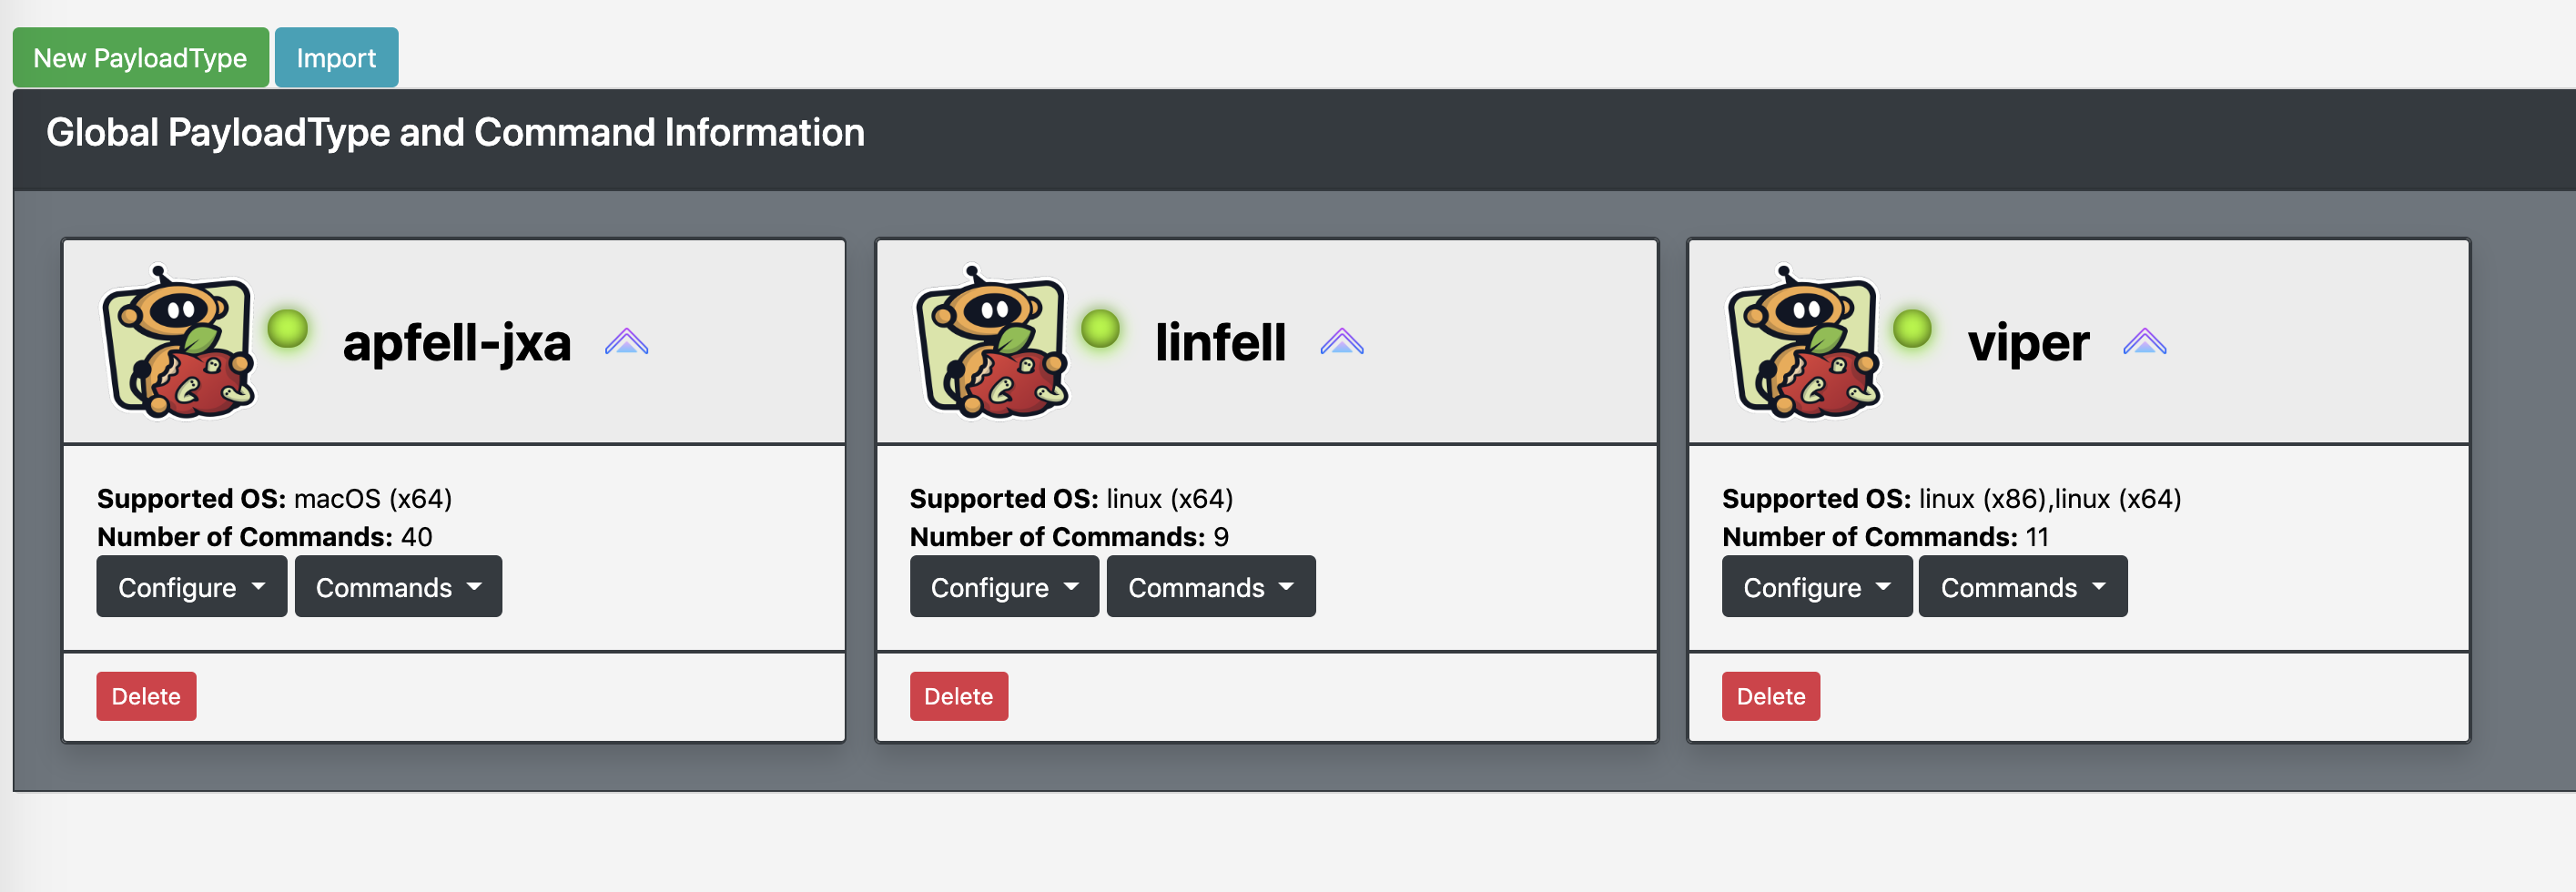 New PayloadType Import
Global PayloadType and Command Information
apfell-jxa
Supported OS: macOS (x64)
Number of Commands: 40
Configure Commands
Delete
linfell
Supported OS: linux (x64)
Number of Commands: 9
Configure Commands
Delete
viper
Supported OS: linux (x86),linux (x64)
Number of Commands: 11
Configure Commands
Delete